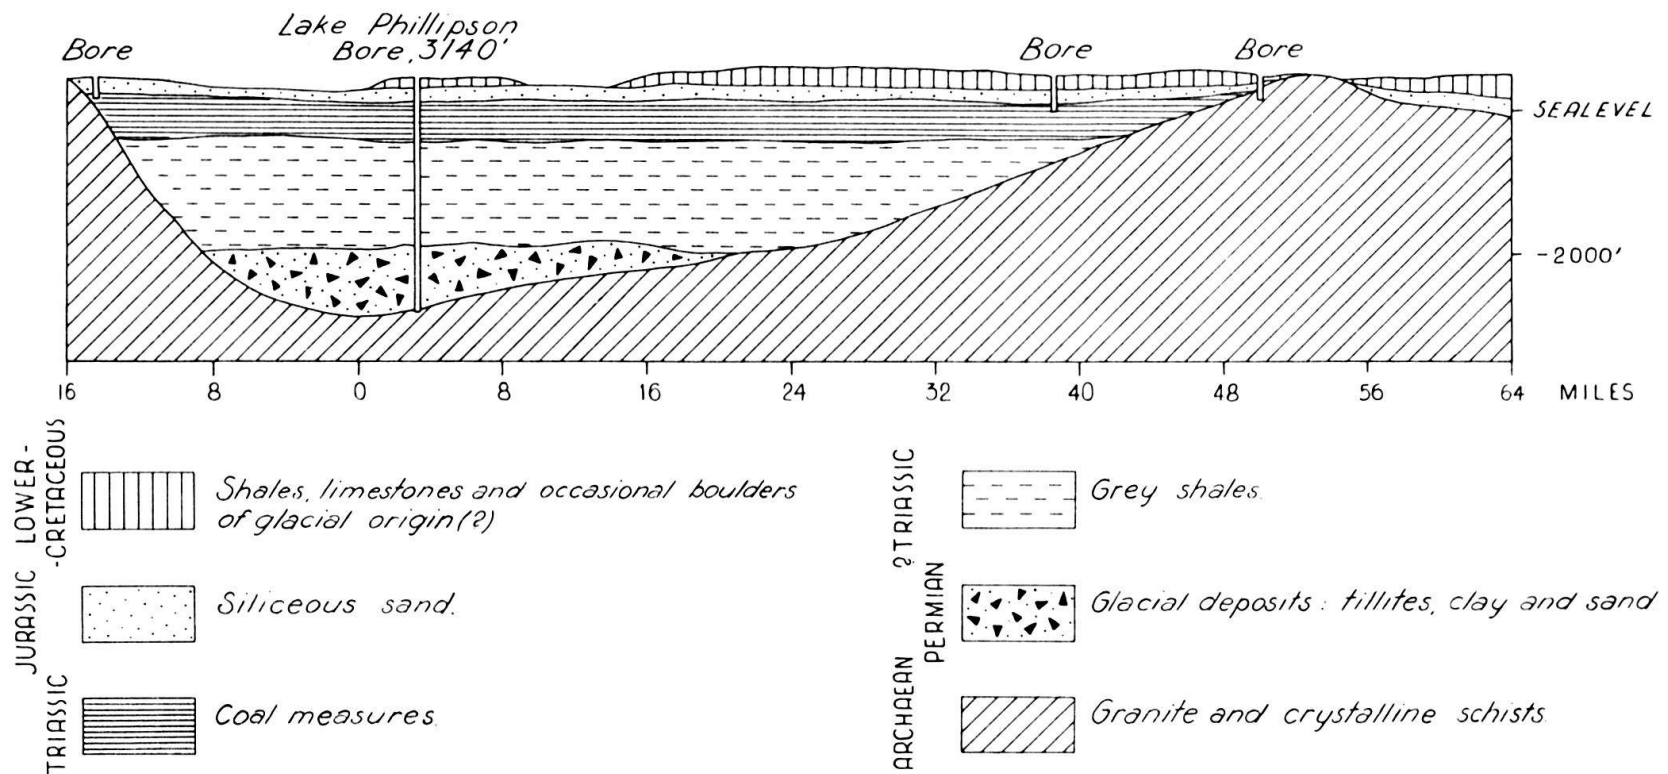 Lake Phillipson
Bore
Bore, 3140'
Bore
Bore
SEALEVEL
-2000'
16 8 0 8 16 24 32 40 48 56 64 MILES
LOWER-
-CRETACEOUS
Shales, limestones and occasional boulders
of glacial origin(?)
JURASSIC
Siliceous sand.
TRIASSIC
Coal measures.
?TRIASSIC
Grey shales.
PERMIAN
Glacial deposits: tillites, clay and sand
ARCHAEAN
Granite and crystalline schists.